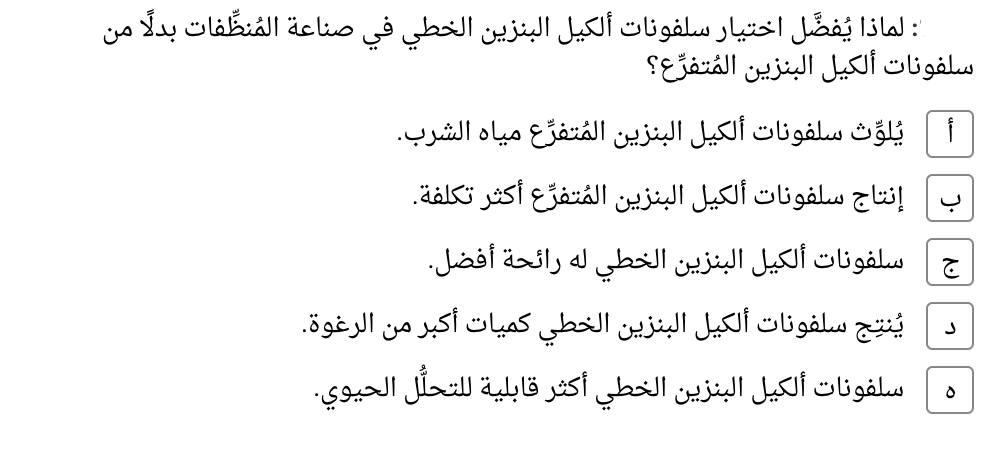 : لماذا يُفضَّل اختيار سلفونات ألكيل البنزين الخطي في صناعة المُنظِّفات بدلًا من
سلفونات ألكيل البنزين المُتفرِّع؟
أ يُلوِّث سلفونات ألكيل البنزين المُتفرِّع مياه الشرب.
ب إنتاج سلفونات ألكيل البنزين المُتفرِّع أكثر تكلفة.
ج سلفونات ألكيل البنزين الخطي له رائحة أفضل.
د يُنتِج سلفونات ألكيل البنزين الخطي كميات أكبر من الرغوة.
ه سلفونات ألكيل البنزين الخطي أكثر قابلية للتحلُّل الحيوي.